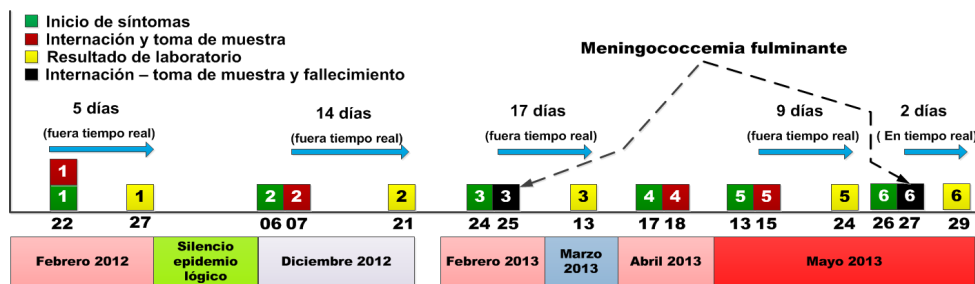 Inicio de síntomas
Internación y toma de muestra
Resultado de laboratorio
Internación – toma de muestra y fallecimiento
Meningococcemia fulminante
5 días
(fuera tiempo real)
14 días
(fuera tiempo real)
17 días
(fuera tiempo real)
9 días
(fuera tiempo real)
2 días
( En tiempo real)
1
1 1 2 2 2 3 3 3 4 4 5 5 5 6 6 6
22 27 06 07 21 24 25 13 17 18 13 15 24 26 27 29
Febrero 2012
Silencio
epidemio
lógico
Diciembre 2012
Febrero 2013
Marzo
2013
Abril 2013
Mayo 2013